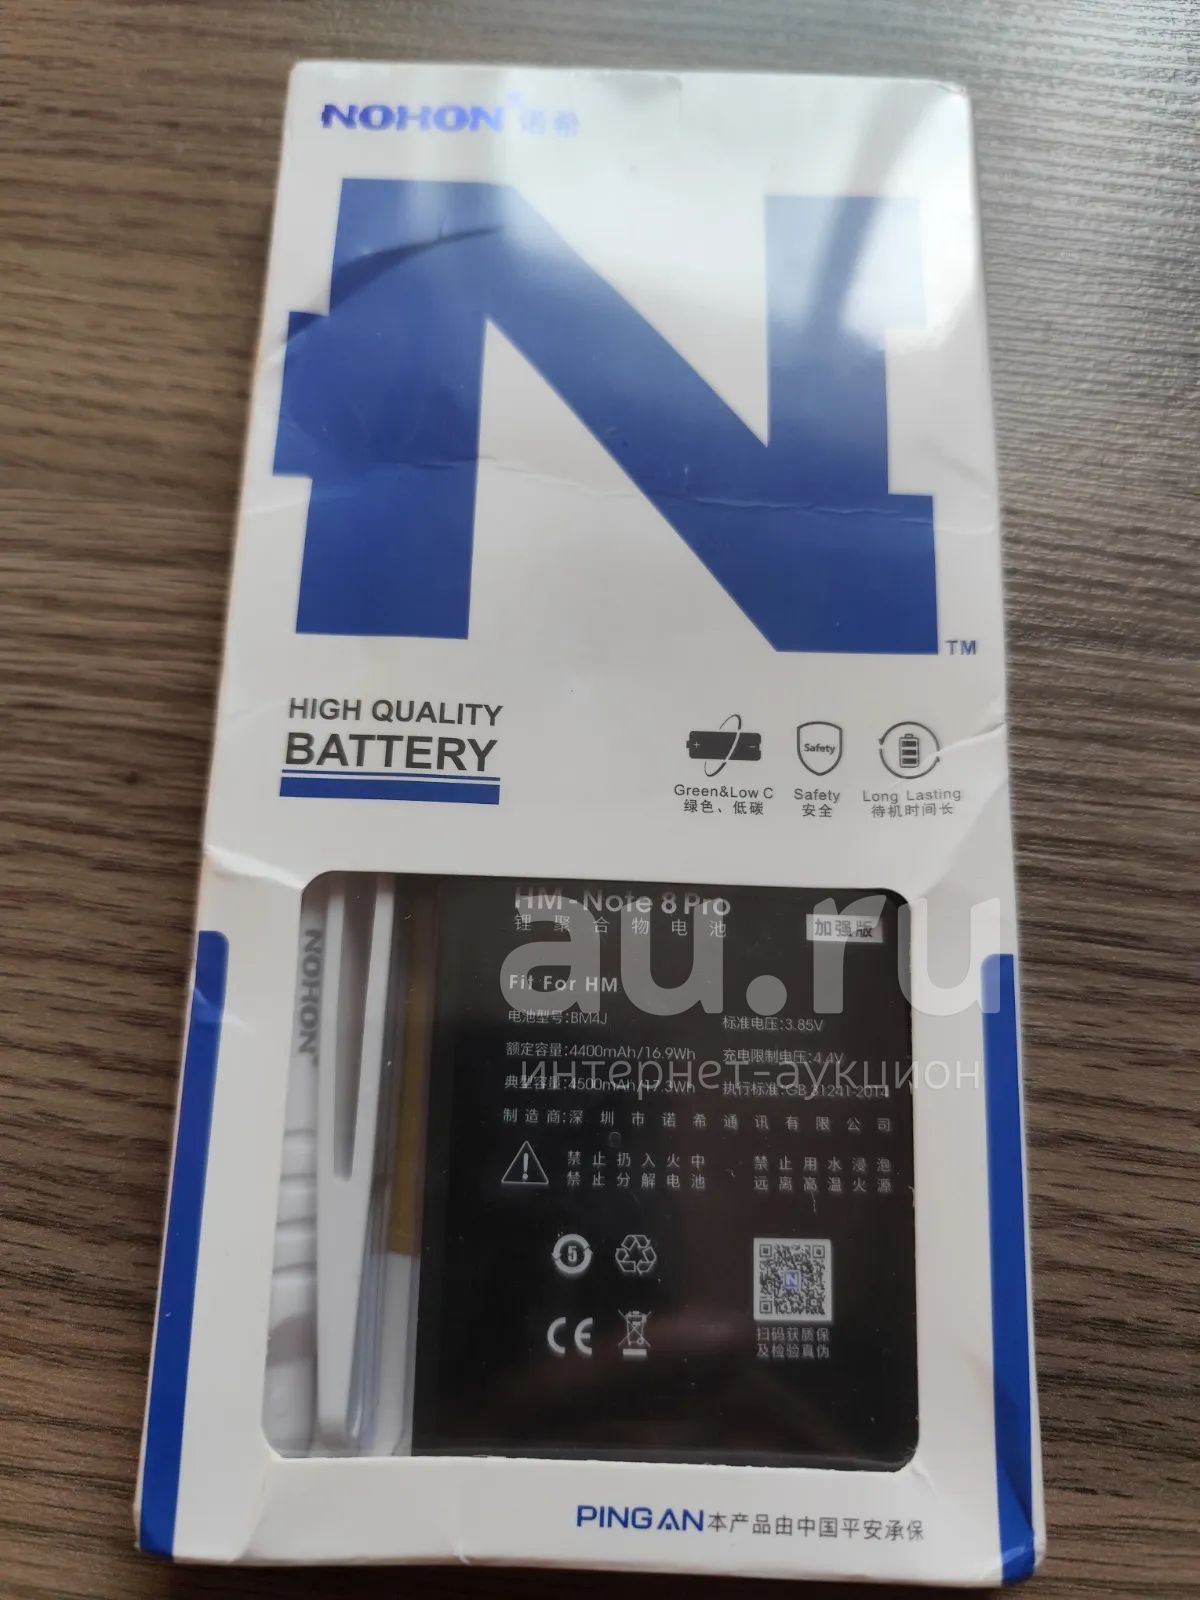 NOHON 诺希
TM
HIGH QUALITY
BATTERY
Safety
Green&Low C
绿色、低碳
Safety
安全
Long Lasting
待机时间长
NOHON
HM-Note 8 Pro
锂聚合物电池
加强版
au.ru
Fit For HM
电池型号:BM4J
标准电压:3.85V
额定容量:4400mAh/16.9Wh
充电限制电压:4.4V
интернет-аукцион
典型容量:4500mAh/17.3Wh
执行标准:GB 31241-2014
制造商:深圳市诺希通讯有限公司
禁止扔入火中
禁止用水浸泡
禁止分解电池
远离高温火源
5
N
CE
扫码获质保
及检验真伪
PINGAN本产品由中国平安承保